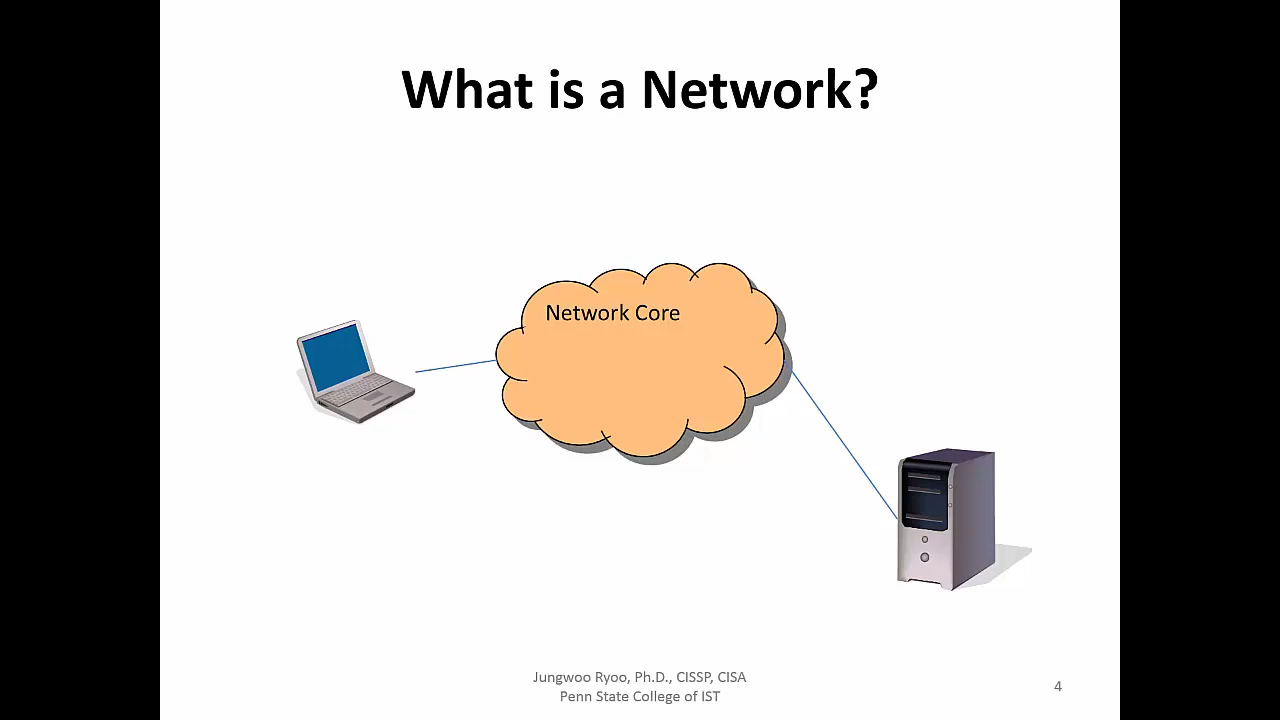 What is a Network?
Network Core
Jungwoo Ryoo, Ph.D., CISSP, CISA
Penn State College of IST
4